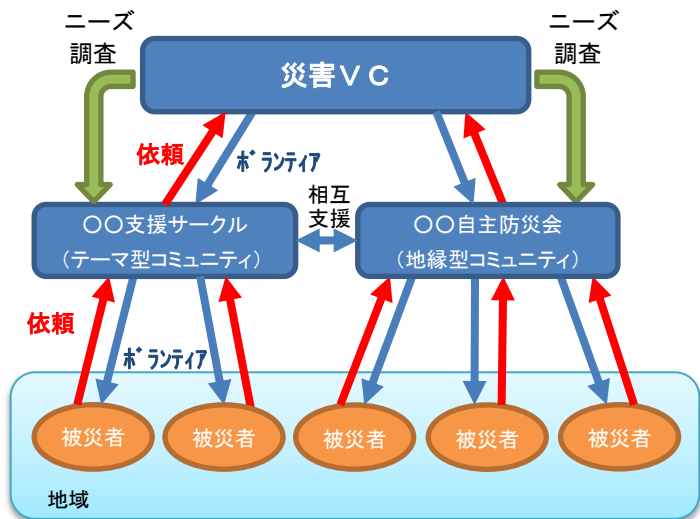 ニーズ
調査
災害VC
ニーズ
調査
依頼
ボランティア
相互
支援
〇〇支援サークル
（テーマ型コミュニティ）
〇〇自主防災会
（地縁型コミュニティ）
依頼
ボランティア
被災者
被災者
被災者
被災者
被災者
地域